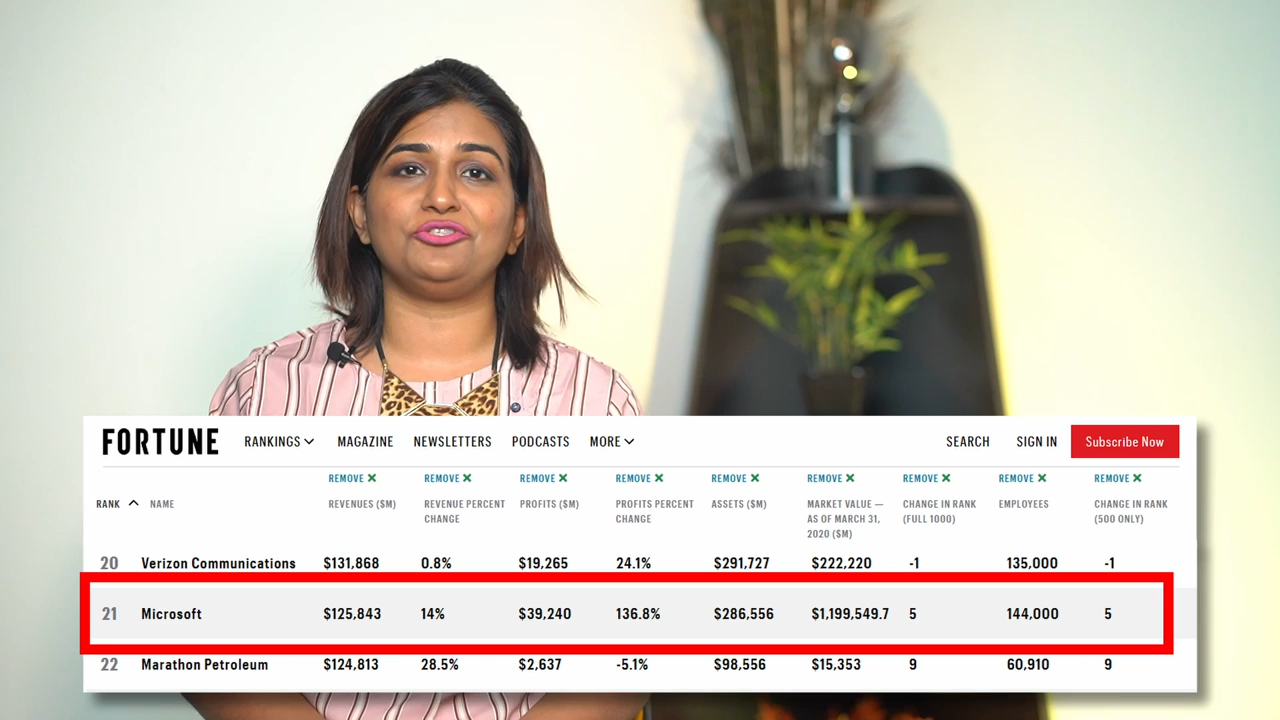 FORTUNE RANKINGS MAGAZINE NEWSLETTERS PODCASTS MORE SEARCH SIGN IN Subscribe Now
REMOVE REMOVE REMOVE REMOVE REMOVE REMOVE REMOVE REMOVE REMOVE
RANK NAME REVENUES ($M) REVENUE PERCENT PROFITS ($M) PROFITS PERCENT ASSETS ($M) MARKET VALUE — CHANGE IN RANK EMPLOYEES CHANGE IN RANK
CHANGE CHANGE AS OF MARCH 31, (FULL 1000) (500 ONLY)
2020 ($M)
20 Verizon Communications $131,868 0.8% $19,265 24.1% $291,727 $222,220 -1 135,000 -1
21 Microsoft $125,843 14% $39,240 136.8% $286,556 $1,199,549.7 5 144,000 5
22 Marathon Petroleum $124,813 28.5% $2,637 -5.1% $98,556 $15,353 9 60,910 9